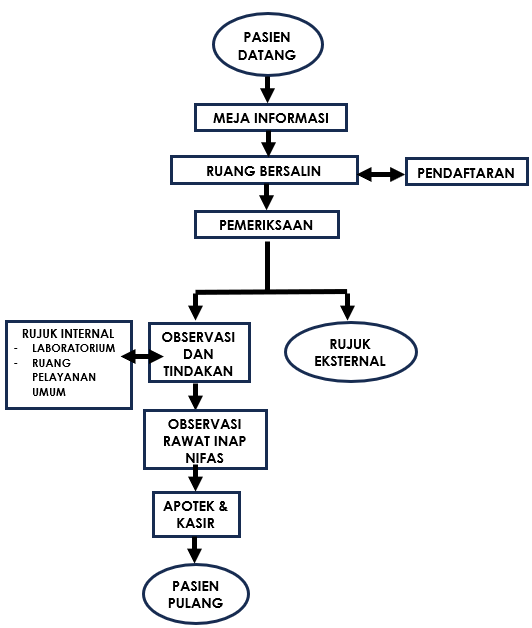 PASIEN
DATANG
MEJA INFORMASI
RUANG BERSALIN
PENDAFTARAN
PEMERIKSAAN
RUJUK INTERNAL
- LABORATORIUM
- RUANG
PELAYANAN
UMUM
OBSERVASI
DAN
TINDAKAN
RUJUK
EKSTERNAL
OBSERVASI
RAWAT INAP
NIFAS
APOTEK &
KASIR
PASIEN
PULANG